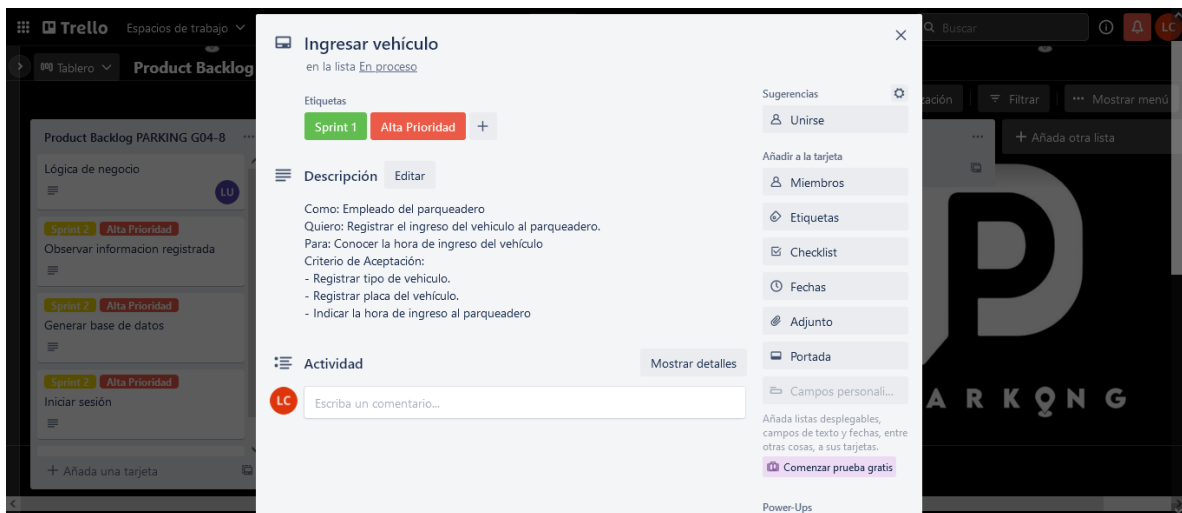 Trello
Espacios de trabajo
Buscar
LC
Tablero
Product Backlog
Filtrar
Mostrar menú
Product Backlog PARKING G04-8
Lógica de negocio
LU
Sprint 2 Alta Prioridad
Observar informacion registrada
Sprint 2 Alta Prioridad
Generar base de datos
Sprint 2 Alta Prioridad
Iniciar sesión
+ Añada una tarjeta
Ingresar vehículo
en la lista En proceso
Etiquetas
Sprint 1 Alta Prioridad +
Descripción Editar
Como: Empleado del parqueadero
Quiero: Registrar el ingreso del vehiculo al parqueadero.
Para: Conocer la hora de ingreso del vehículo
Criterio de Aceptación:
- Registrar tipo de vehiculo.
- Registrar placa del vehículo.
- Indicar la hora de ingreso al parqueadero
Actividad Mostrar detalles
LC
Escriba un comentario...
Sugerencias
Unirse
Añadir a la tarjeta
Miembros
Etiquetas
Checklist
Fechas
Adjunto
Portada
Campos personali...
Añada listas desplegables,
campos de texto y fechas, entre
otras cosas, a sus tarjetas.
Comenzar prueba gratis
Power-Ups
+ Añada otra lista
P
ARKONG